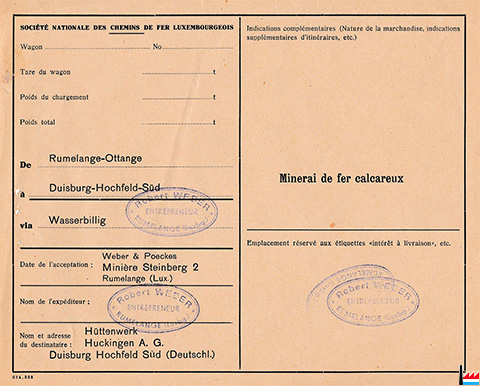 SOCIÉTÉ NATIONALE DES CHEMINS DE FER LUXEMBOURGEOIS
Wagon No
Tare du wagon t
Poids du chargement t
Poids total t
De Rumelange-Ottange
à Duisburg-Hochfeld-Süd
via Wasserbillig
Robert WEBER
ENTREPRENEUR
RUMELANGE
Date de l'acceptation :
Weber & Poeckes
Minière Steinberg 2
Rumelange (Lux.)
Nom de l'expéditeur :
Robert WEBER
ENTREPRENEUR
RUMELANGE
Nom et adresse du destinataire :
Hüttenwerk
Huckingen A. G.
Duisburg Hochfeld Süd (Deutschl.)
Indications complémentaires (Nature de la marchandise, indications
supplémentaires d'itinéraires, etc.)
Minerai de fer calcareux
Emplacement réservé aux étiquettes «intérêt à livraison», etc.
Robert WEBER
ENTREPRENEUR
RUMELANGE